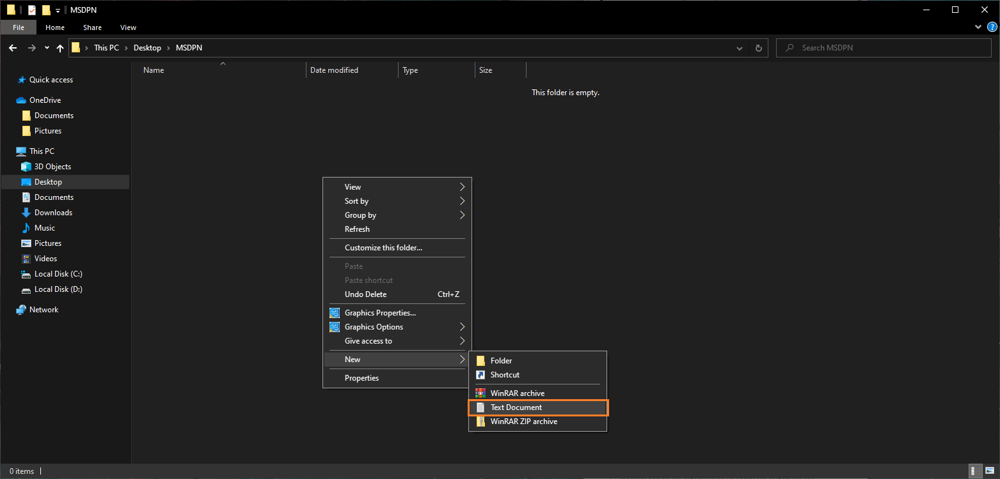 MSDPN
File Home Share View
This PC Desktop MSDPN Search MSDPN
Name Date modified Type Size
This folder is empty.
Quick access
OneDrive
Documents
Pictures
This PC
3D Objects
Desktop
Documents
Downloads
Music
Pictures
Videos
Local Disk (C:)
Local Disk (D:)
Network
View
Sort by
Group by
Refresh
Customize this folder...
Paste
Paste shortcut
Undo Delete Ctrl+Z
Graphics Properties...
Graphics Options
Give access to
New
Properties
Folder
Shortcut
WinRAR archive
Text Document
WinRAR ZIP archive
0 items